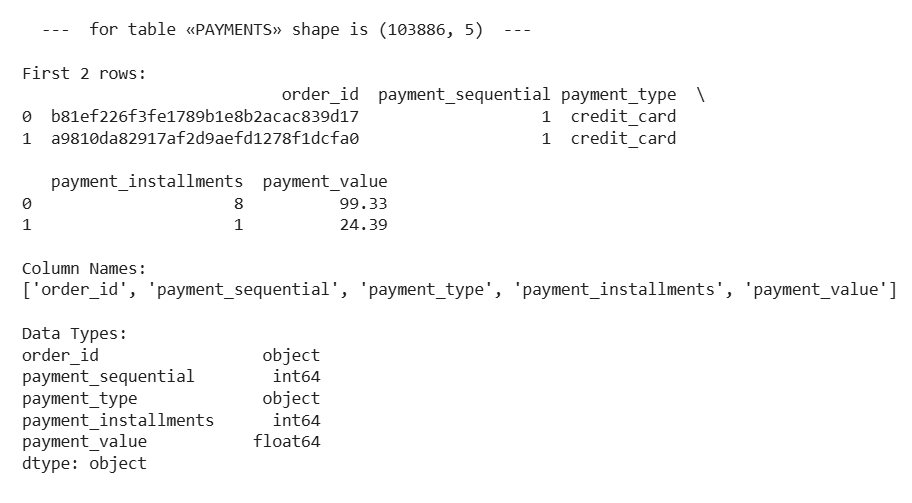 --- for table «PAYMENTS» shape is (103886, 5) ---
First 2 rows:
order_id payment_sequential payment_type \
0 b81ef226f3fe1789b1e8b2acac839d17 1 credit_card
1 a9810da82917af2d9aefd1278f1dcfa0 1 credit_card
payment_installments payment_value
0 8 99.33
1 1 24.39
Column Names:
['order_id', 'payment_sequential', 'payment_type', 'payment_installments', 'payment_value']
Data Types:
order_id object
payment_sequential int64
payment_type object
payment_installments int64
payment_value float64
dtype: object